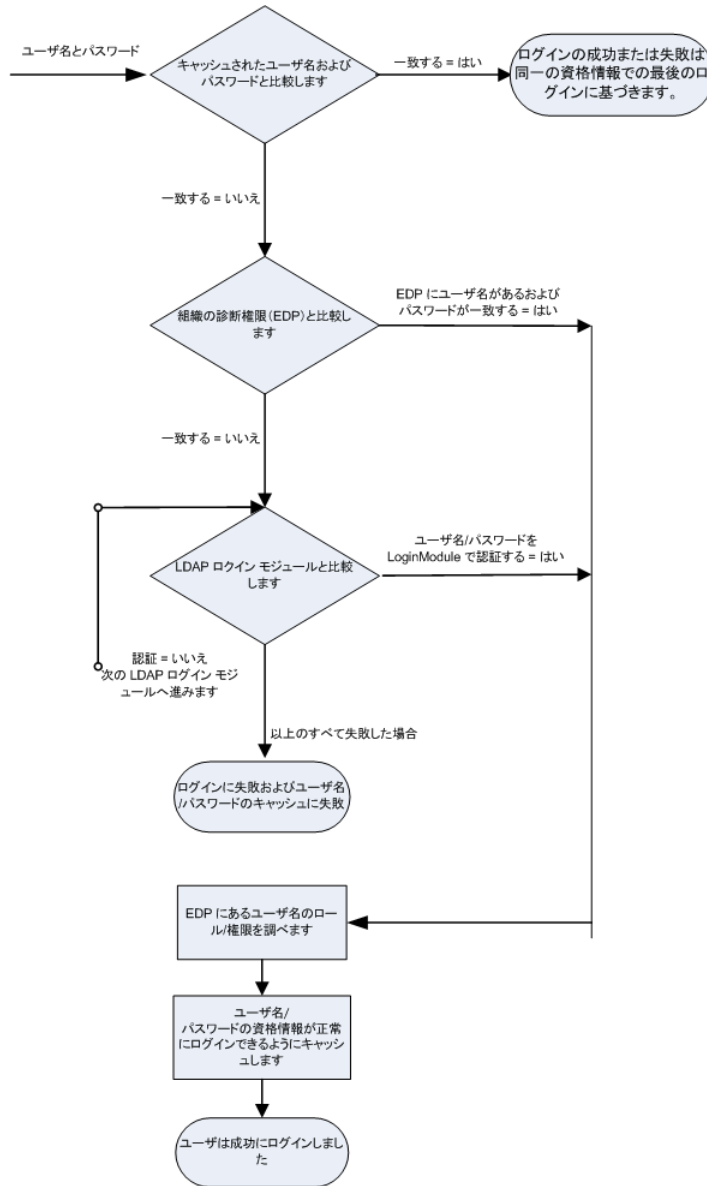 ユーザ名とパスワード
キャッシュされたユーザ名および
パスワードと比較します
一致する = はい
ログインの成功または失敗は
同一の資格情報での最後のロ
グインに基づきます。
一致する = いいえ
組織の診断権限(EDP)と比較し
ます
EDP にユーザ名があるおよび
パスワードが一致する = はい
一致する = いいえ
LDAP ログイン モジュールと比較
します
ユーザ名/パスワードを
LoginModule で認証する = はい
認証 = いいえ
次の LDAP ログイン モジ
ュールへ進みます
以上のすべて失敗した場合
ログインに失敗およびユーザ名
/パスワードのキャッシュに失敗
EDP にあるユーザ名のロー
ル/権限を調べます
ユーザ名/
パスワードの資格情報が正常
にログインできるようにキャッシ
ュします
ユーザは成功にログインしまし
た